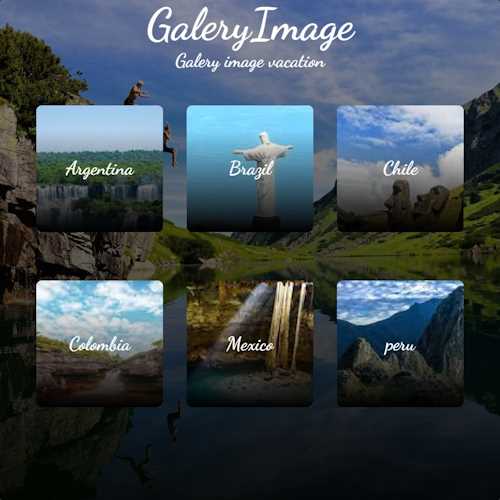 GaleryImage
Galery image vacation
Argentina
Brazil
Chile
Colombia
Mexico
peru